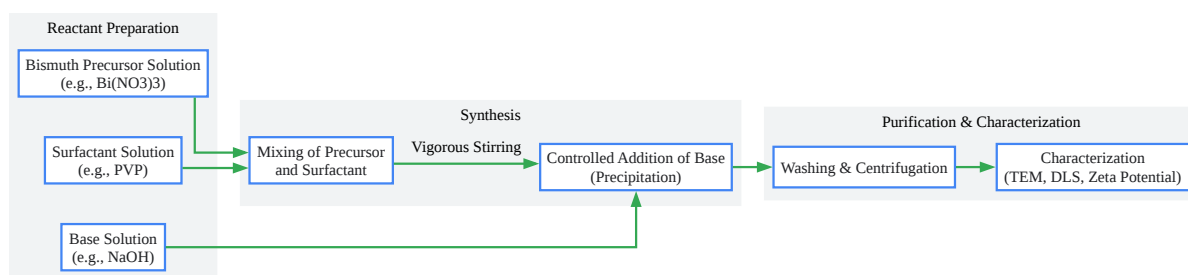 Reactant Preparation
Bismuth Precursor Solution
(e.g., Bi(NO3)3)
Surfactant Solution
(e.g., PVP)
Base Solution
(e.g., NaOH)
Synthesis
Mixing of Precursor
and Surfactant
Vigorous Stirring
Controlled Addition of Base
(Precipitation)
Purification & Characterization
Washing & Centrifugation
Characterization
(TEM, DLS, Zeta Potential)